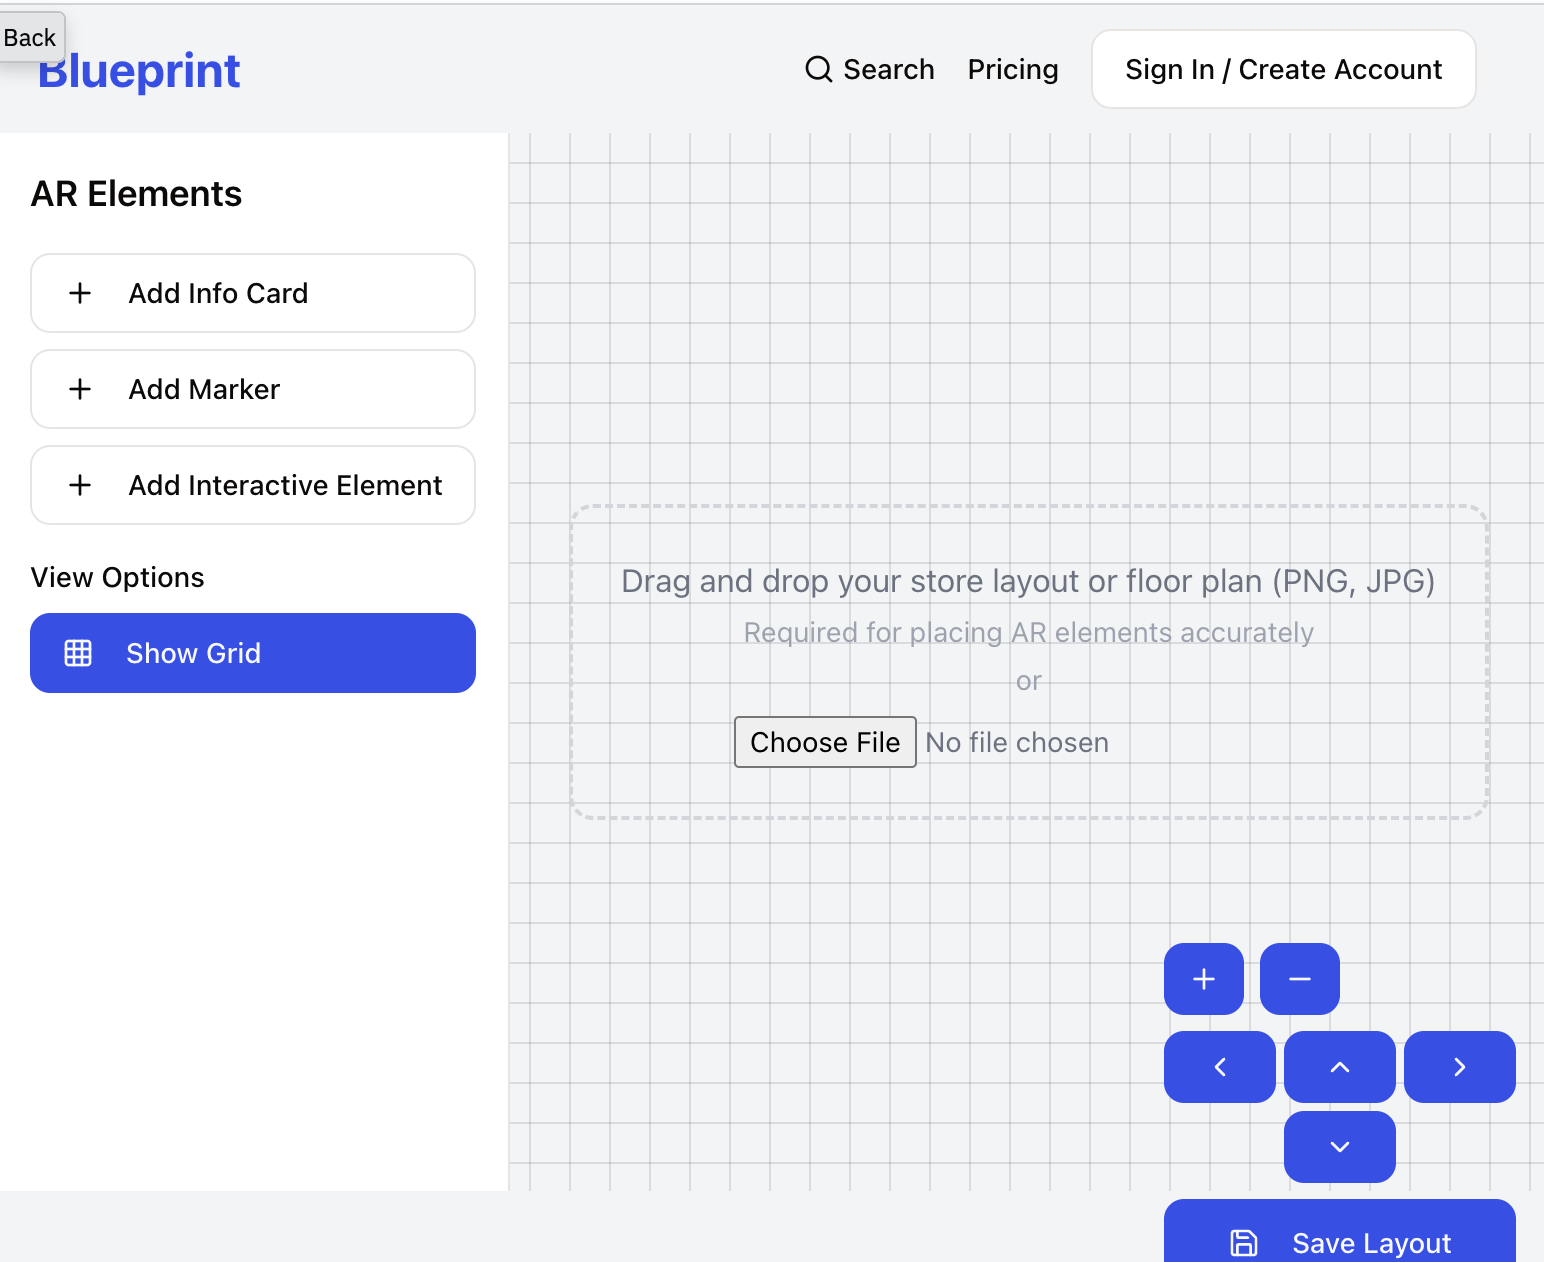 Back
Blueprint
Search
Pricing
Sign In / Create Account
AR Elements
Add Info Card
Add Marker
Add Interactive Element
View Options
Show Grid
Drag and drop your store layout or floor plan (PNG, JPG)
Required for placing AR elements accurately
or
Choose File No file chosen
Save Layout